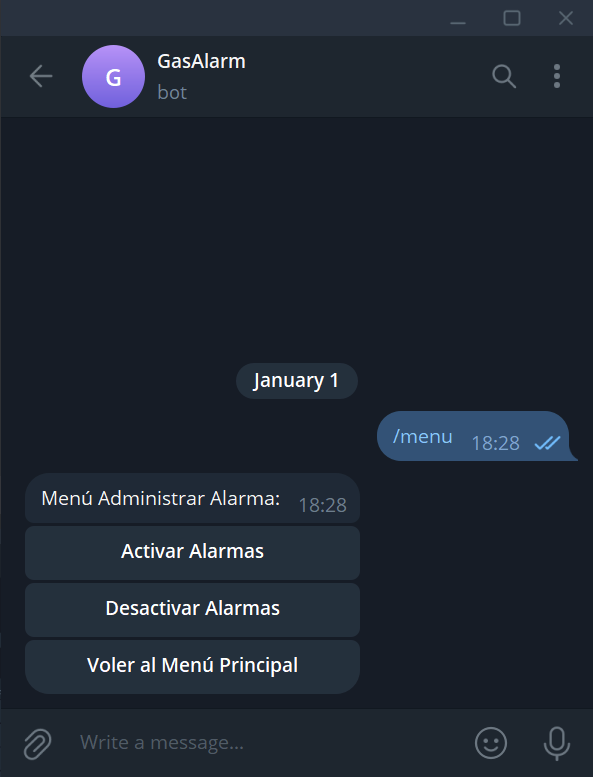 GasAlarm
G
bot
January 1
/menu 18:28
Menú Administrar Alarma: 18:28
Activar Alarmas
Desactivar Alarmas
Voler al Menú Principal
Write a message...